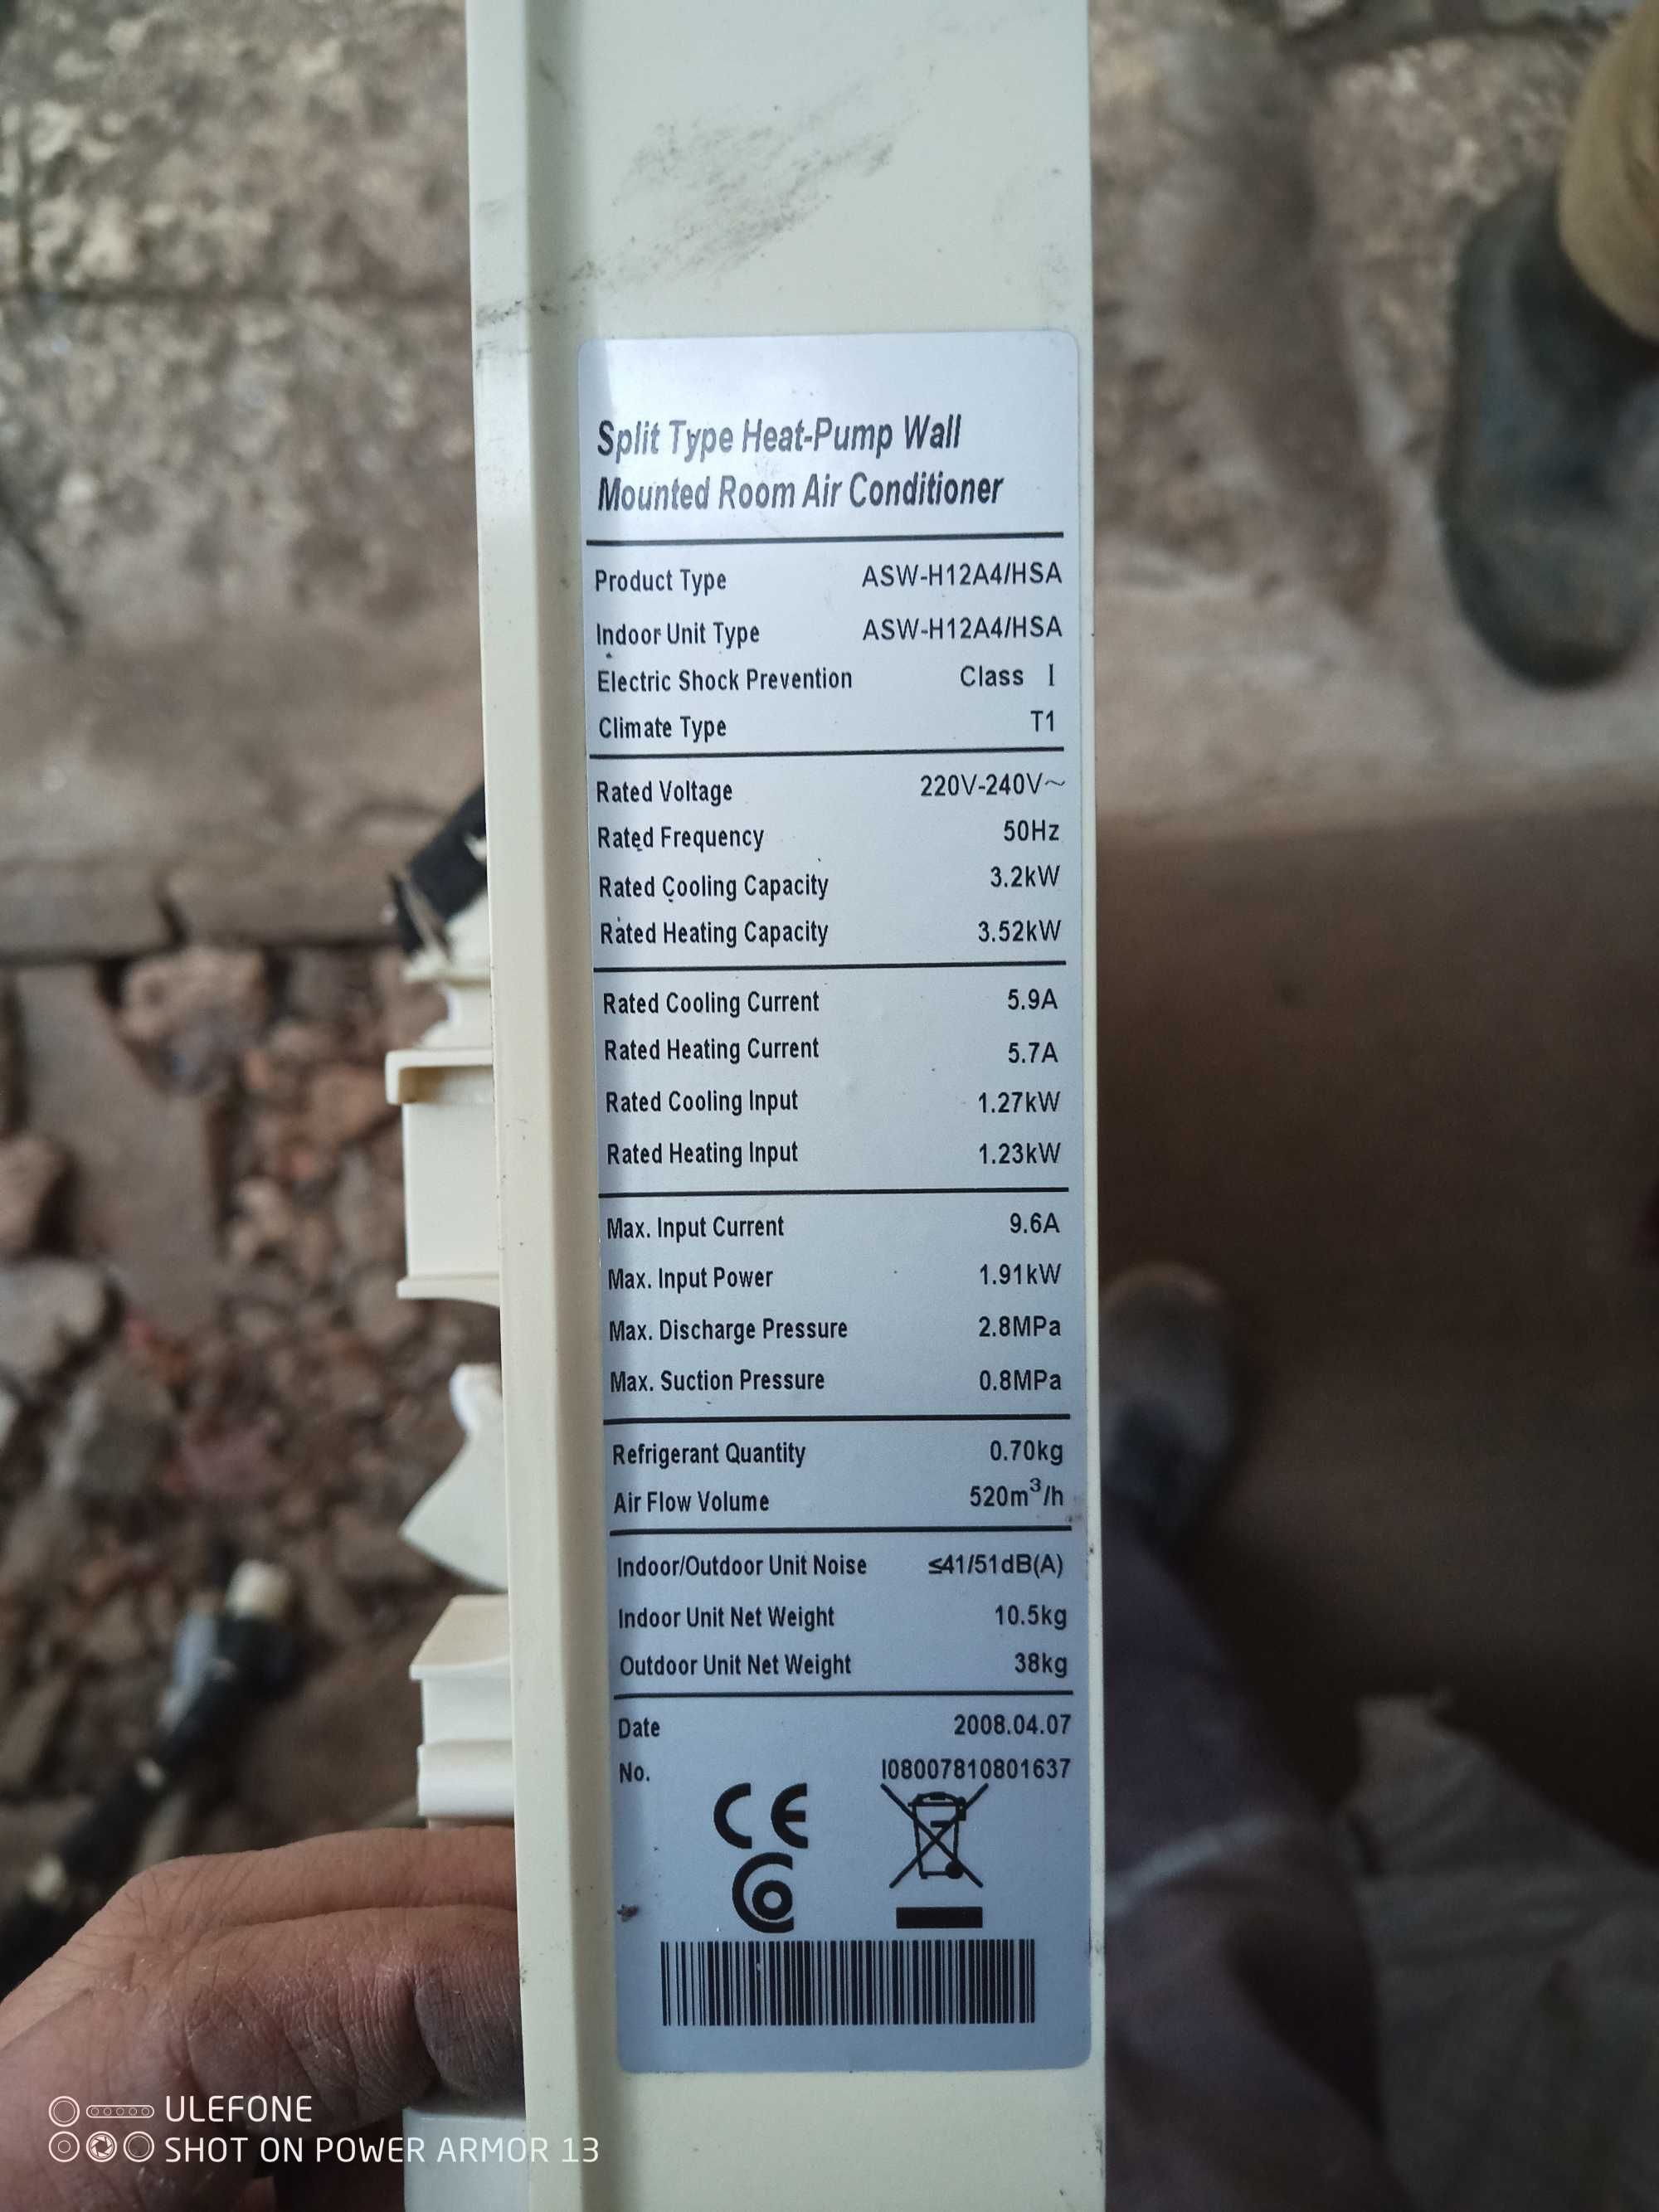 Split Type Heat-Pump Wall
Mounted Room Air Conditioner
Product Type ASW-H12A4/HSA
Indoor Unit Type ASW-H12A4/HSA
Electric Shock Prevention Class I
Climate Type T1
Rated Voltage 220V-240V~
Rated Frequency 50Hz
Rated Cooling Capacity 3.2kW
Rated Heating Capacity 3.52kW
Rated Cooling Current 5.9A
Rated Heating Current 5.7A
Rated Cooling Input 1.27kW
Rated Heating Input 1.23kW
Max. Input Current 9.6A
Max. Input Power 1.91kW
Max. Discharge Pressure 2.8MPa
Max. Suction Pressure 0.8MPa
Refrigerant Quantity 0.70kg
Air Flow Volume 520m³/h
Indoor/Outdoor Unit Noise ≤41/51dB(A)
Indoor Unit Net Weight 10.5kg
Outdoor Unit Net Weight 38kg
Date 2008.04.07
No. I08007810801637
CE
ULEFONE
SHOT ON POWER ARMOR 13